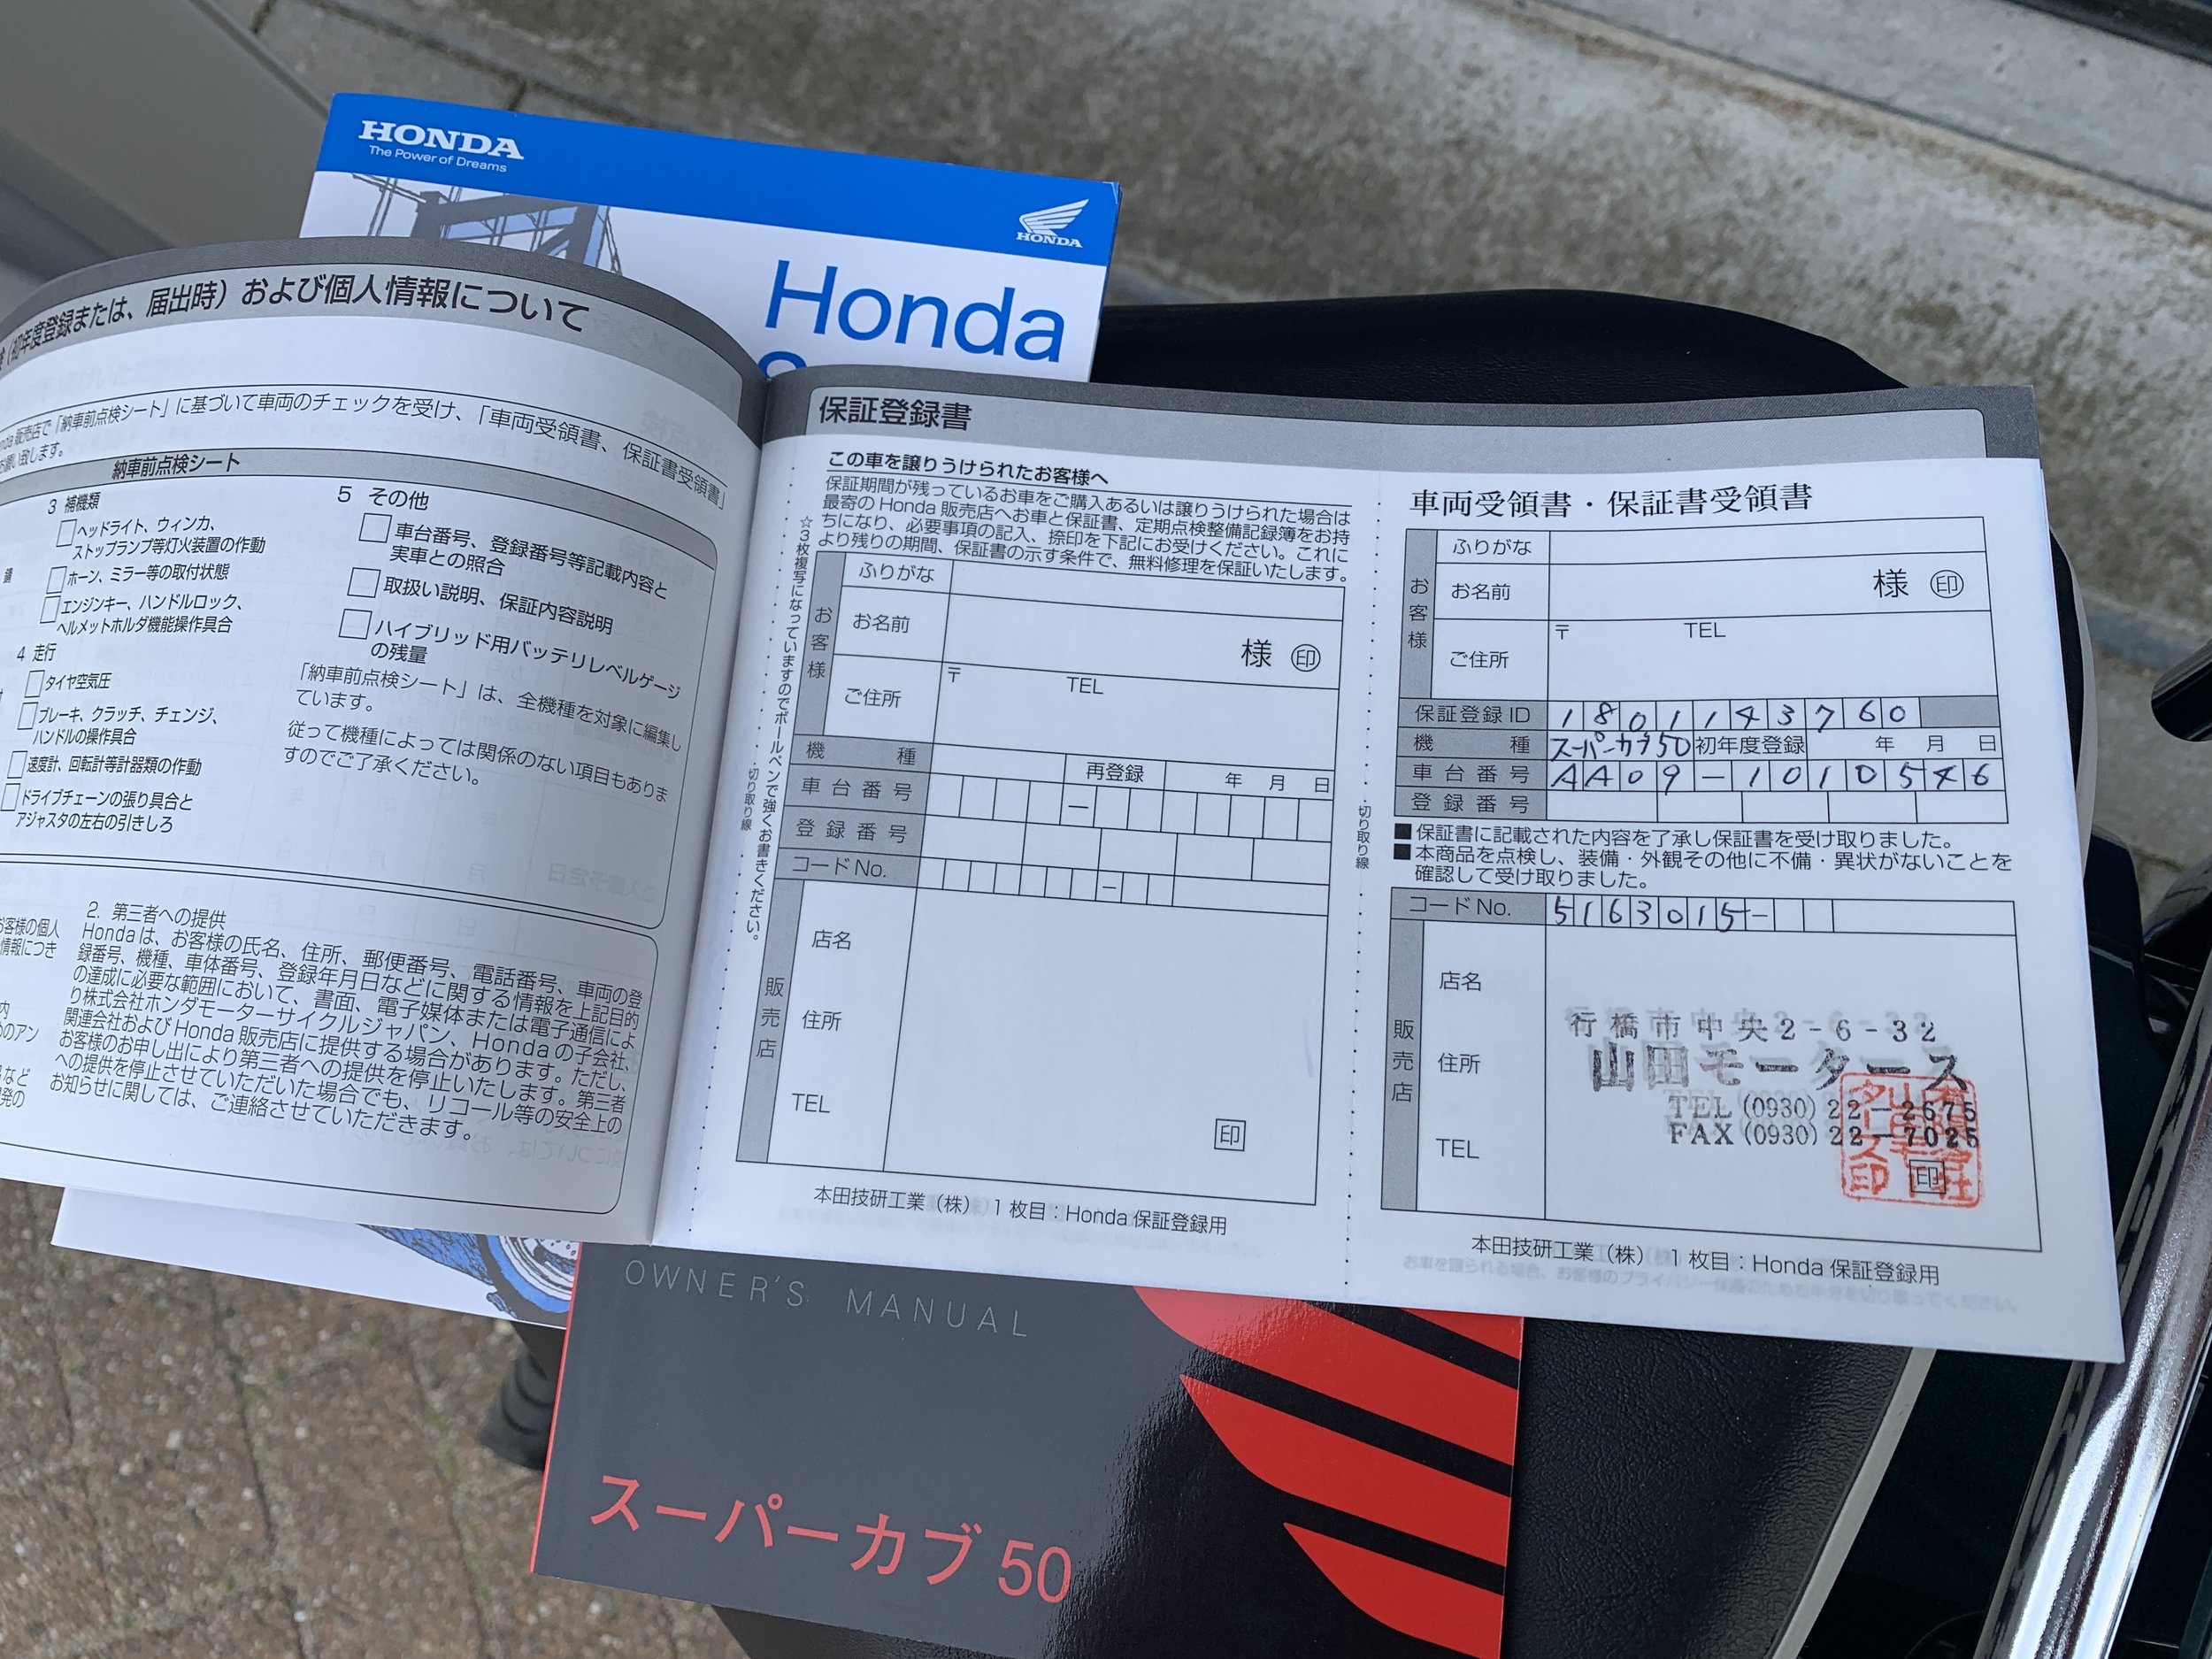 HONDA
The Power of Dreams
HONDA
Honda
(初年度登録または、届出時)および個人情報について
販売店で「納車前点検シート」に基づいて車両のチェックを受け、「車両受領書、保証書受領書」
お願い致します。
納車前点検シート
3 補機類
ヘッドライト、ウィンカ、
ストップランプ等灯火装置の作動
ホーン、ミラー等の取付状態
エンジンキー、ハンドルロック、
ヘルメットホルダ機能操作具合
4 走行
タイヤ空気圧
ブレーキ、クラッチ、チェンジ、
ハンドルの操作具合
速度計、回転計等計器類の作動
ドライブチェーンの張り具合と
アジャスタの左右の引きしろ
5 その他
車台番号、登録番号等記載内容と
実車との照合
取扱い説明、保証内容説明
ハイブリッド用バッテリレベルゲージ
の残量
「納車前点検シート」は、全機種を対象に編集し
ています。
従って機種によっては関係のない項目もありま
すのでご了承ください。
お客様の個人
情報につき
2. 第三者への提供
Hondaは、お客様の氏名、住所、郵便番号、電話番号、車両の登
録番号、機種、車体番号、登録年月日などに関する情報を上記目的
の達成に必要な範囲において、書面、電子媒体または電子通信によ
り株式会社ホンダモーターサイクルジャパン、Hondaの子会社、
関連会社およびHonda販売店に提供する場合があります。ただし、
お客様のお申し出により第三者への提供を停止いたします。第三者
への提供を停止させていただいた場合でも、リコール等の安全上の
お知らせに関しては、ご連絡させていただきます。
保証登録書
この車を譲りうけられたお客様へ
保証期間が残っているお車をご購入あるいは譲りうけられた場合は
最寄のHonda販売店へお車と保証書、定期点検整備記録簿をお持
ちになり、必要事項の記入、捺印を下記にお受けください。これに
より残りの期間、保証書の示す条件で、無料修理を保証いたします。
☆3枚複写になっていますのでボールペンで強くお書きください。
切り取り線
お客様
ふりがな
お名前
様 印
ご住所
〒 TEL
機種
再登録 年 月 日
車台番号
―
登録番号
コードNo.
―
販売店
店名
住所
TEL
印
本田技研工業(株) 1枚目:Honda保証登録用
切り取り線
車両受領書・保証書受領書
お客様
ふりがな
お名前
様 印
ご住所
〒 TEL
保証登録ID 1801143760
機種 スーパーカブ50 初年度登録 年 月 日
車台番号 AA09-1010546
登録番号
■保証書に記載された内容を了承し保証書を受け取りました。
■本商品を点検し、装備・外観その他に不備・異状がないことを
確認して受け取りました。
コードNo. 5163015-
販売店
店名
住所
TEL
行橋市中央2-6-32
山田モータース
TEL(0930)22-2675
FAX(0930)22-7025
印
本田技研工業(株) 1枚目:Honda保証登録用
OWNER'S MANUAL
スーパーカブ 50